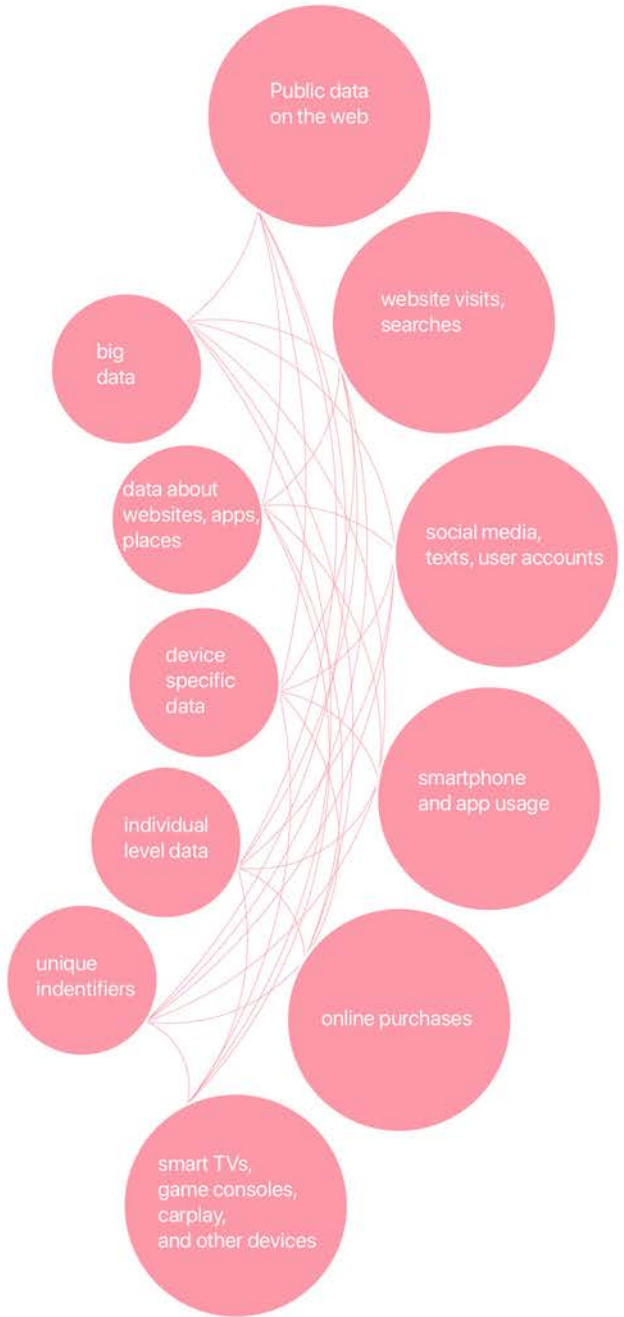 Public data
on the web
website visits,
searches
big
data
data about
websites, apps,
places
social media,
texts, user accounts
device
specific
data
smartphone
and app usage
individual
level data
unique
indentifiers
online purchases
smart TVs,
game consoles,
carplay,
and other devices